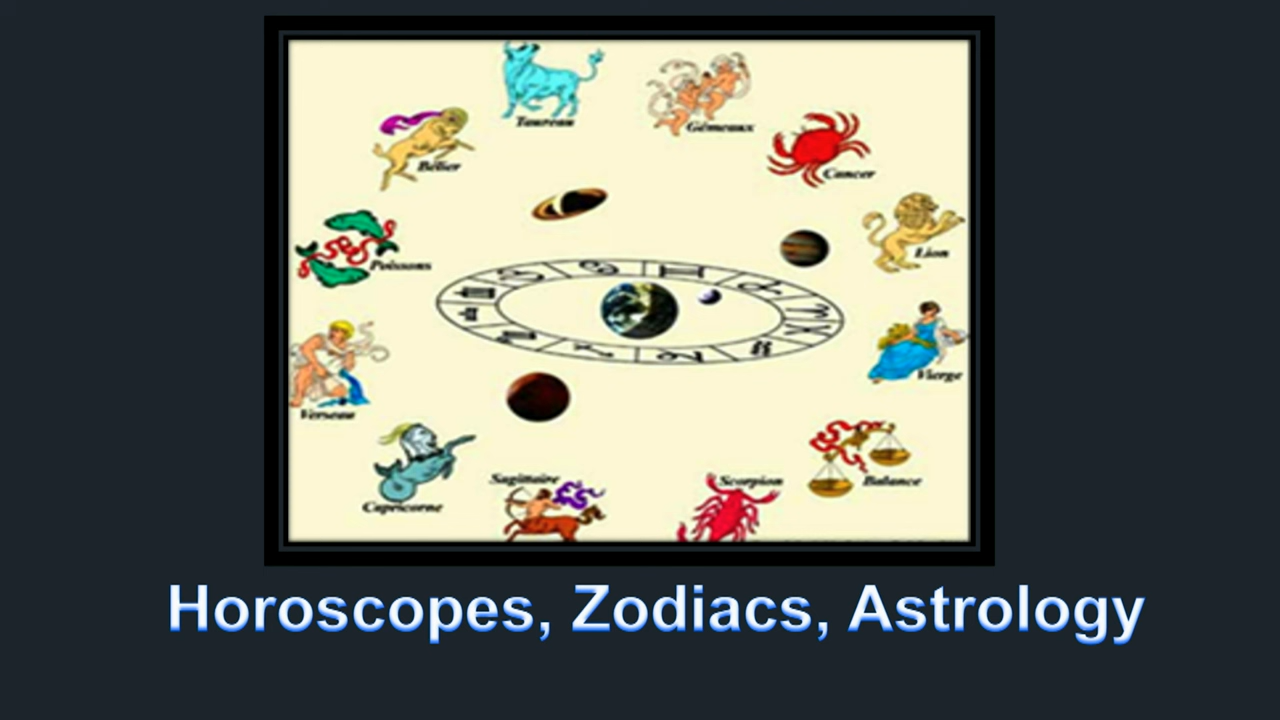 Taureau
Gémeaux
Bélier
Cancer
Lion
Poissons
Vierge
Verseau
Sagittaire
Scorpion
Balance
Capricorne
Horoscopes, Zodiacs, Astrology